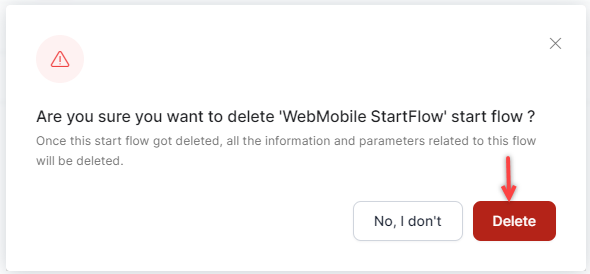 Are you sure you want to delete 'WebMobile StartFlow' start flow ?
Once this start flow got deleted, all the information and parameters related to this flow
will be deleted.
No, I don't
Delete